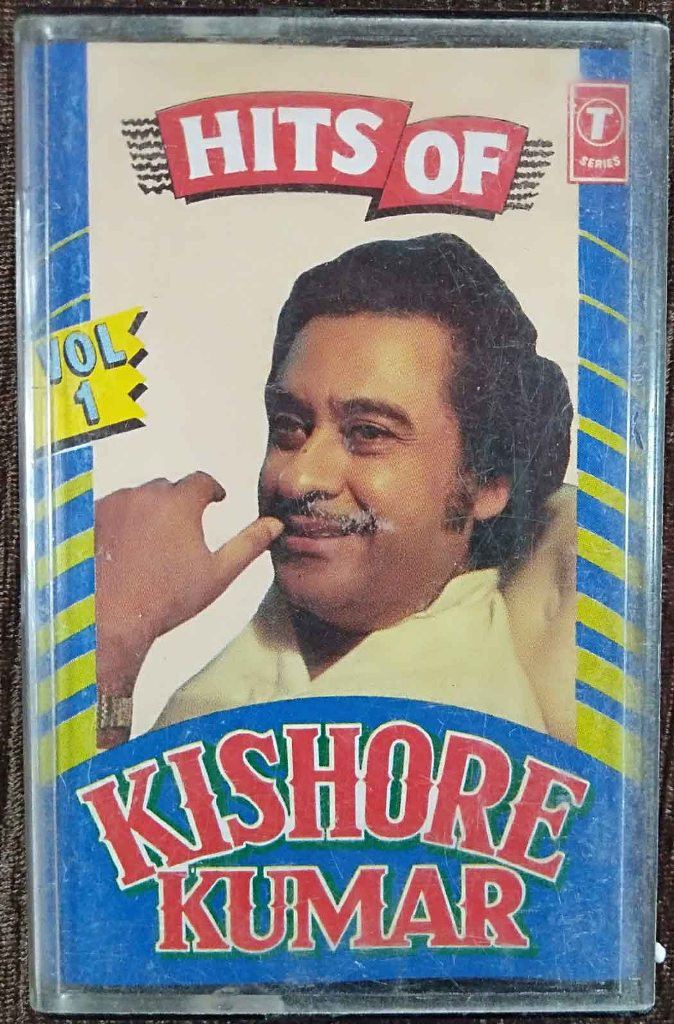 HITS OF
T
SERIES
VOL
1
KISHORE
KUMAR